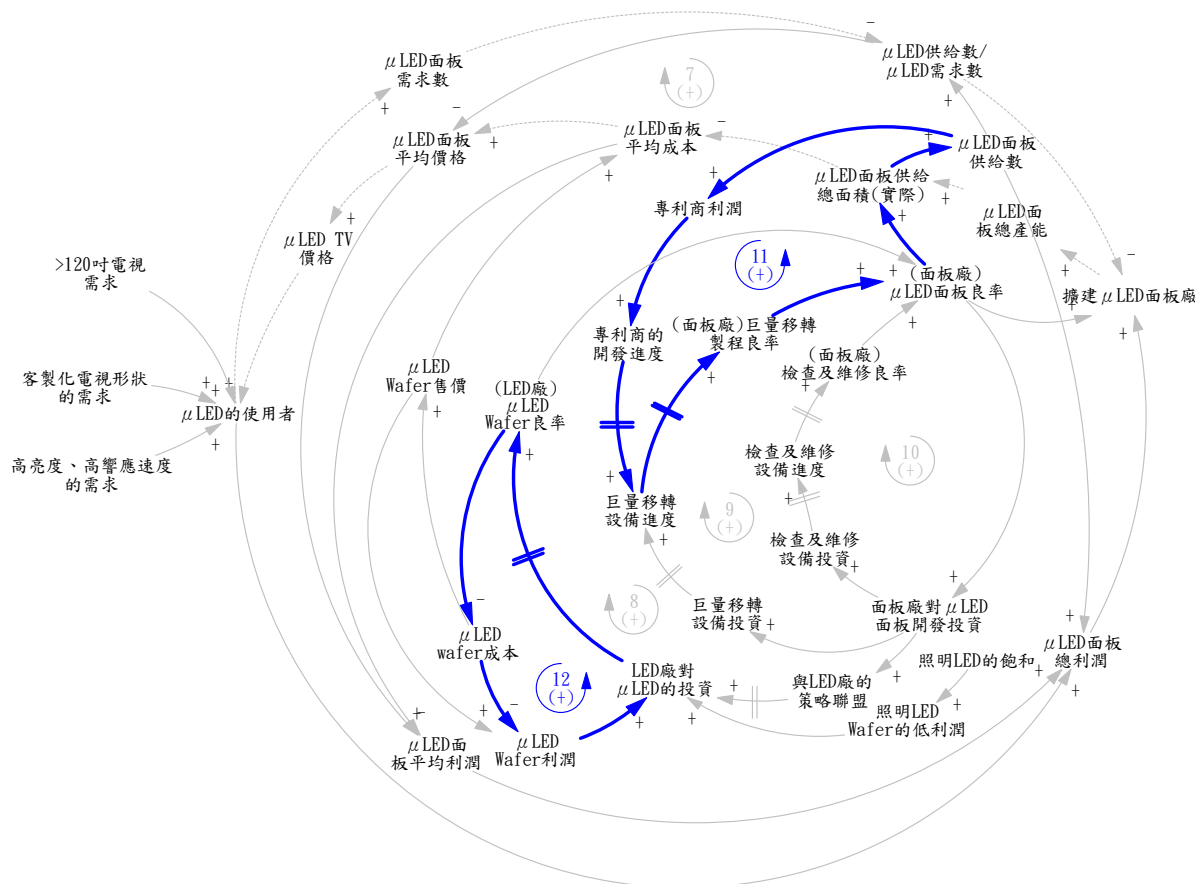 μLED面板
需求數
μLED供給數/
μLED需求數
7
(+)
μLED面板
平均價格
μLED面板
平均成本
μLED面板
供給數
μLED面板供給
總面積(實際)
專利商利潤
μLED面
板總產能
μLED TV
價格
>120吋電視
需求
11
(+)
(面板廠)
μLED面板良率
擴建μLED面板廠
專利商的
開發進度
(面板廠)巨量移轉
製程良率
(面板廠)
檢查及維修良率
μLED
Wafer售價
(LED廠)
μLED
Wafer良率
客製化電視形狀
的需求
μLED的使用者
高亮度、高響應速度
的需求
檢查及維修
設備進度
10
(+)
巨量移轉
設備進度
9
(+)
檢查及維修
設備投資
8
(+)
巨量移轉
設備投資
面板廠對μLED
面板開發投資
μLED
wafer成本
μLED面板
總利潤
照明LED的飽和
12
(+)
LED廠對
μLED的投資
與LED廠的
策略聯盟
照明LED
Wafer的低利潤
μLED面
板平均利潤
μLED
Wafer利潤